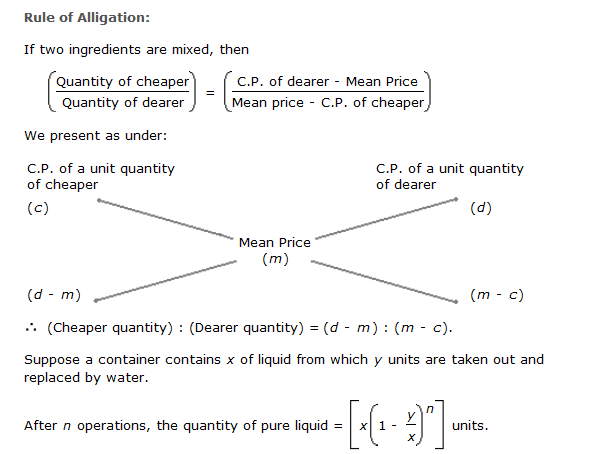 Rule of Alligation:
If two ingredients are mixed, then
(Quantity of cheaper / Quantity of dearer) = (C.P. of dearer - Mean Price / Mean price - C.P. of cheaper)
We present as under:
C.P. of a unit quantity of cheaper
C.P. of a unit quantity of dearer
(c)
(d)
Mean Price
(m)
(d - m)
(m - c)
∴ (Cheaper quantity) : (Dearer quantity) = (d - m) : (m - c).
Suppose a container contains x of liquid from which y units are taken out and
replaced by water.
After n operations, the quantity of pure liquid = [x(1 - y/x)^n] units.